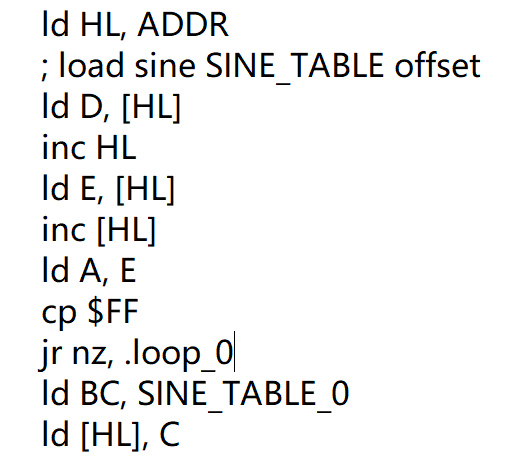 ld HL, ADDR
; load sine SINE_TABLE offset
ld D, [HL]
inc HL
ld E, [HL]
inc [HL]
ld A, E
cp $FF
jr nz, .loop_0
ld BC, SINE_TABLE_0
ld [HL], C